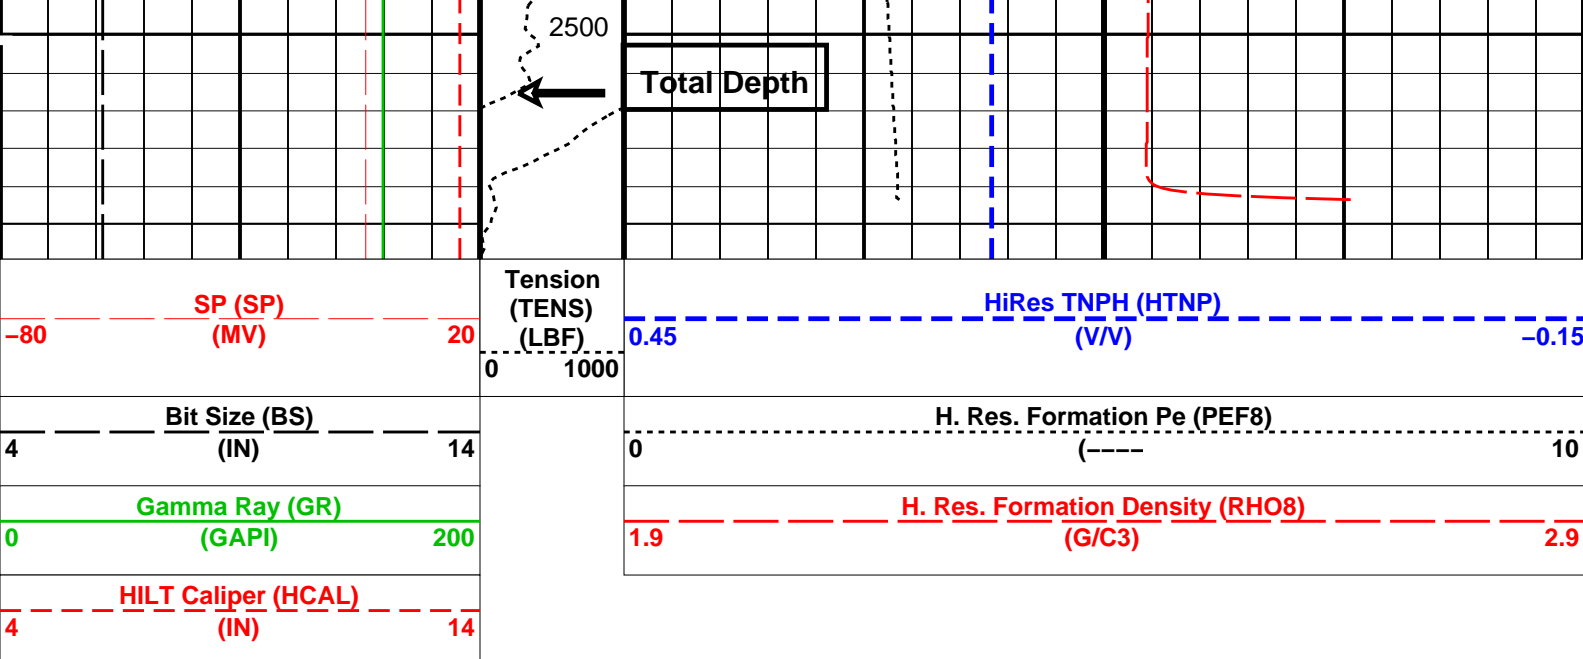 2500
Total Depth
SP (SP)
−80 (MV) 20
Tension
(TENS)
(LBF)
0 1000
HiRes TNPH (HTNP)
0.45 (V/V) −0.15
Bit Size (BS)
4 (IN) 14
H. Res. Formation Pe (PEF8)
0 (−−−− 10
Gamma Ray (GR)
0 (GAPI) 200
H. Res. Formation Density (RHO8)
1.9 (G/C3) 2.9
HILT Caliper (HCAL)
4 (IN) 14